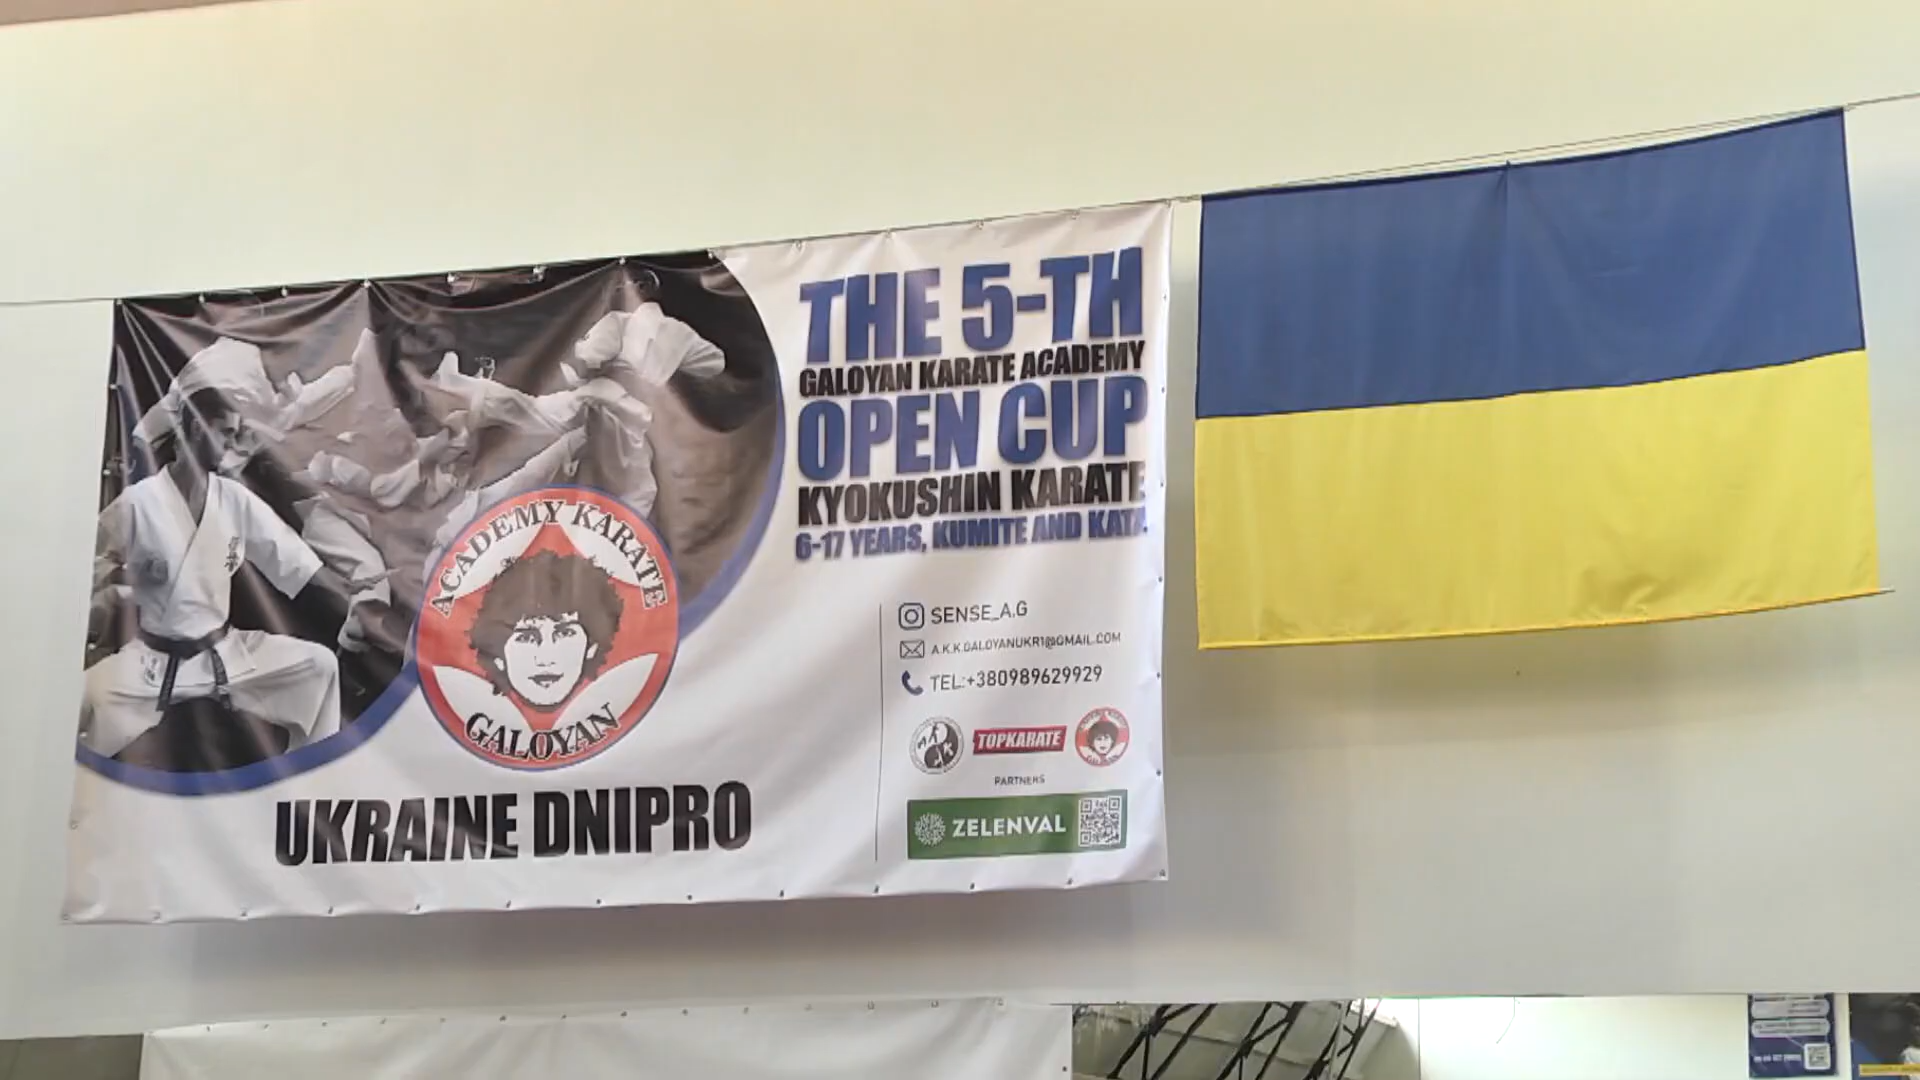 THE 5-TH
GALOYAN KARATE ACADEMY
OPEN CUP
KYOKUSHIN KARATE
6-17 YEARS, KUMITE AND KATA
ACADEMY KARATE
GALOYAN
SENSE_A.G
A.K.K.GALOYANUKR1@GMAIL.COM
TEL:+380989629929
TOPKARATE
PARTNERS
ZELENVAL
UKRAINE DNIPRO